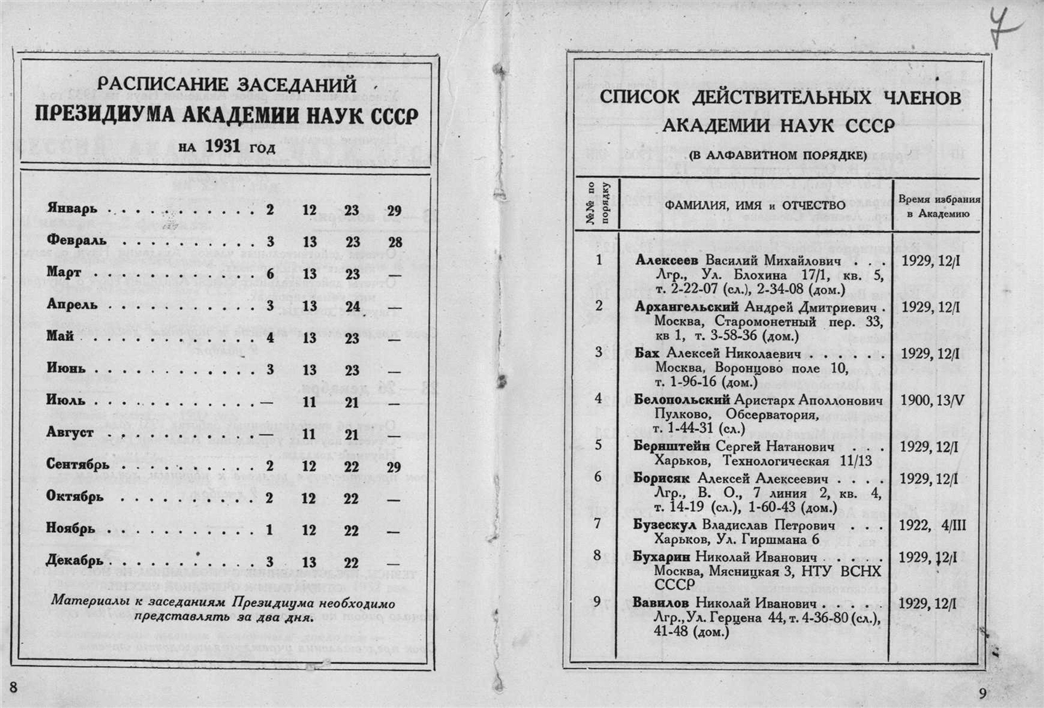 РАСПИСАНИЕ ЗАСЕДАНИЙ
ПРЕЗИДИУМА АКАДЕМИИ НАУК СССР
НА 1931 ГОД
Январь . . . . . . . . . . . 2 12 23 29
Февраль . . . . . . . . . . 3 13 23 28
Март . . . . . . . . . . . . 6 13 23 —
Апрель . . . . . . . . . . . 3 13 24
Май . . . . . . . . . . . . 4 13 23 —
Июнь . . . . . . . . . . . . 3 13 23 —
Июль . . . . . . . . . . . . — 11 21 —
Август . . . . . . . . . . . — 11 21 —
Сентябрь . . . . . . . . . . 2 12 22 29
Октябрь . . . . . . . . . . 2 12 22 —
Ноябрь . . . . . . . . . . . 1 12 22 —
Декабрь . . . . . . . . . . 3 13 22 —
Материалы к заседаниям Президиума необходимо
представлять за два дня.
8
7
СПИСОК ДЕЙСТВИТЕЛЬНЫХ ЧЛЕНОВ
АКАДЕМИИ НАУК СССР
(В АЛФАВИТНОМ ПОРЯДКЕ)
№№ по
порядку
ФАМИЛИЯ, ИМЯ и ОТЧЕСТВО
Время избрания
в Академию
1 Алексеев Василий Михайлович . . . 1929, 12/I
Лгр., Ул. Блохина 17/1, кв. 5,
т. 2-22-07 (сл.), 2-34-08 (дом.)
2 Архангельский Андрей Дмитриевич . 1929, 12/I
Москва, Старомонетный пер. 33,
кв 1, т. 3-58-36 (дом.)
3 Бах Алексей Николаевич . . . . . 1929, 12/I
Москва, Воронцово поле 10,
т. 1-96-16 (дом.)
4 Белопольский Аристарх Аполлонович 1900, 13/V
Пулково, Обсерватория,
т. 1-44-31 (сл.)
5 Бернштейн Сергей Натанович . . . 1929, 12/I
Харьков, Технологическая 11/13
6 Борисяк Алексей Алексеевич . . . . 1929, 12/I
Лгр., В. О., 7 линия 2, кв. 4,
т. 14-19 (сл.), 1-60-43 (дом.)
7 Бузескул Владислав Петрович . . . 1922, 4/III
Харьков, Ул. Гиршмана 6
8 Бухарин Николай Иванович . . . . 1929, 12/I
Москва, Мясницкая 3, НТУ ВСНХ
СССР
9 Вавилов Николай Иванович . . . . . 1929, 12/I
Лгр., Ул. Герцена 44, т. 4-36-80 (сл.),
41-48 (дом.)
9